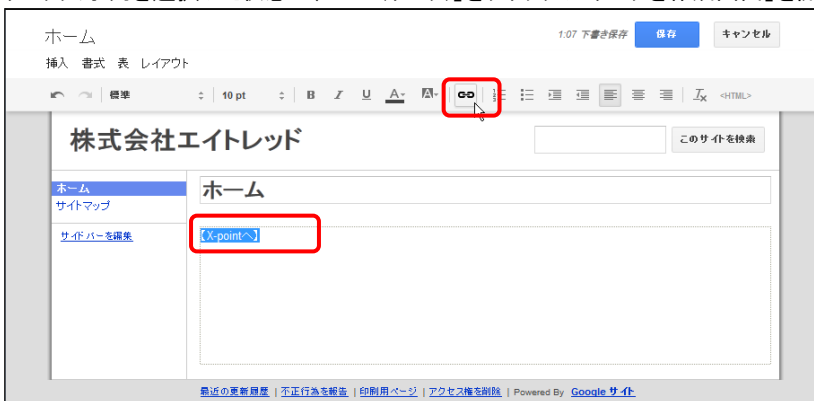 ホーム
1:07 下書き保存
保存
キャンセル
挿入 書式 表 レイアウト
標準 10 pt B I U A A <HTML>
株式会社エイトレッド
このサイトを検索
ホーム
サイトマップ
サイドバーを編集
ホーム
【X-pointへ】
最近の更新履歴 | 不正行為を報告 | 印刷用ページ | アクセス権を削除 | Powered By Google サイト